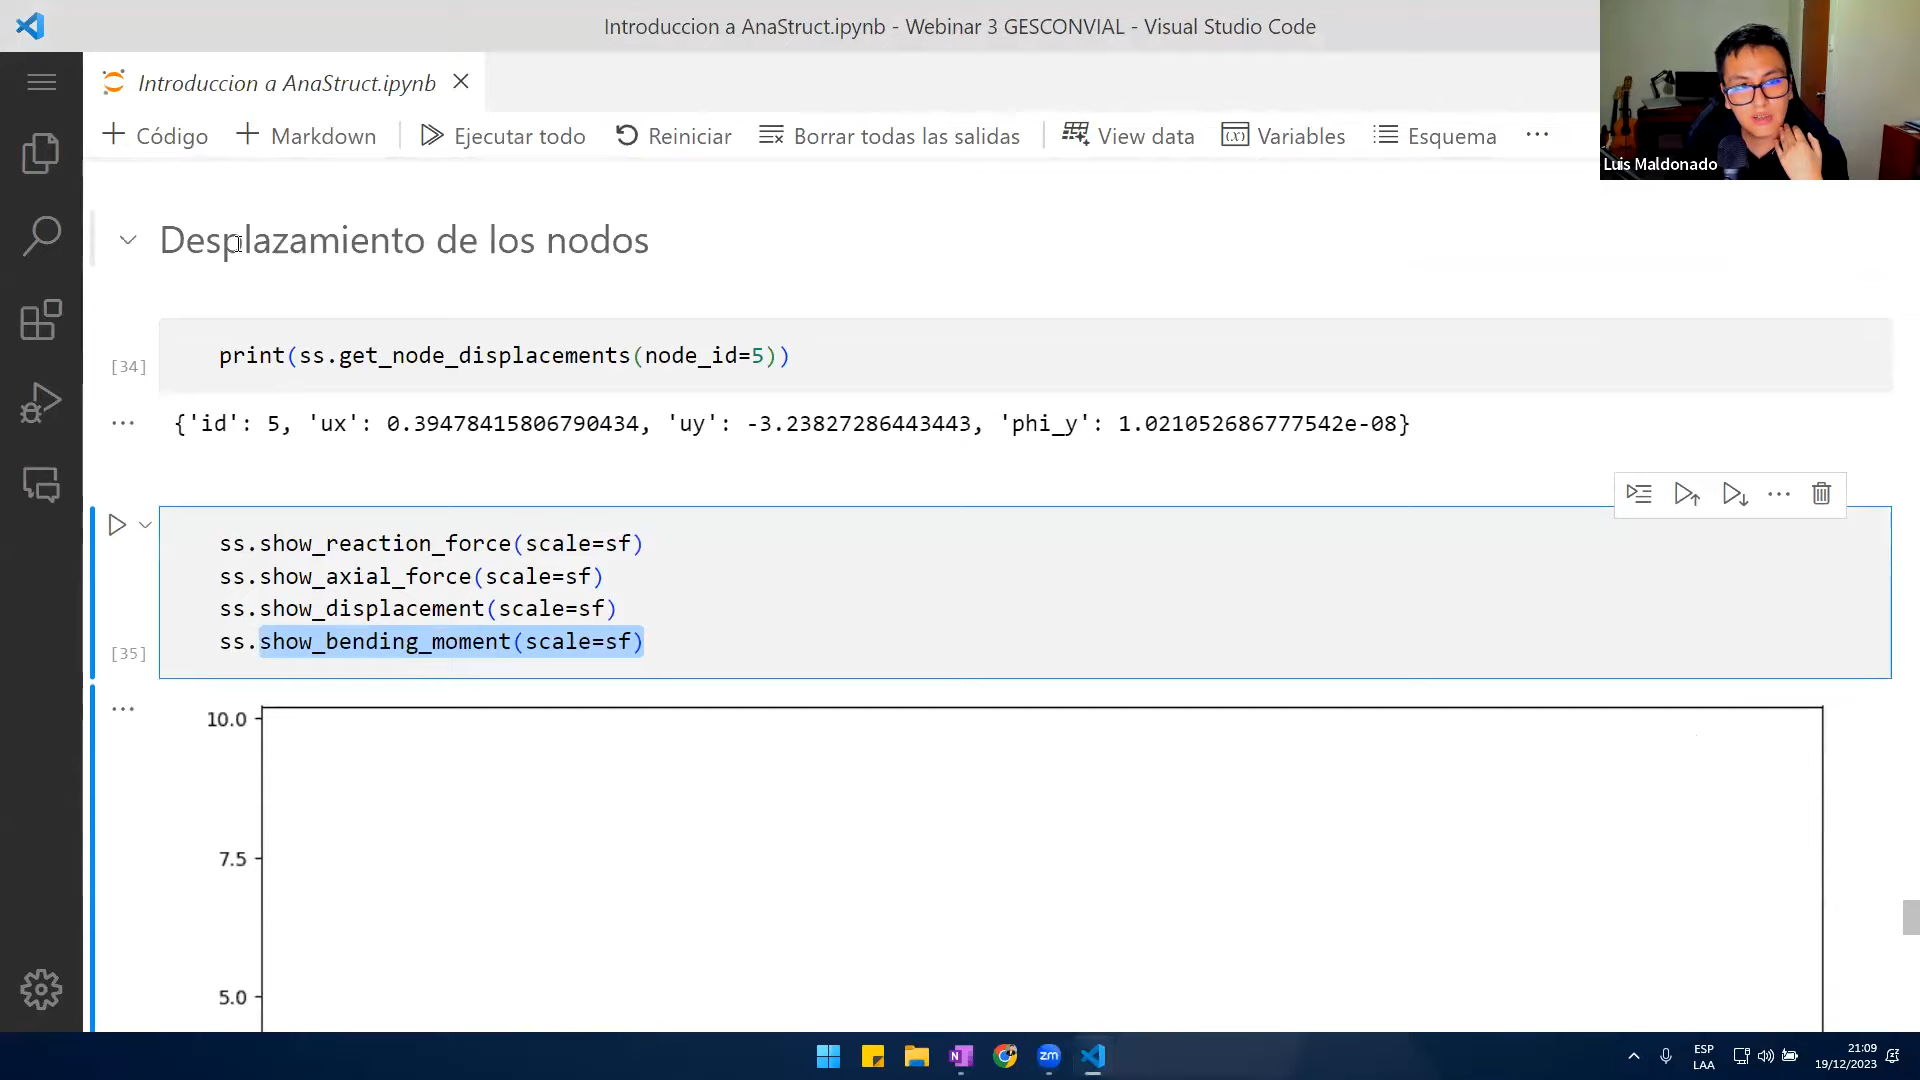 Introduccion a AnaStruct.ipynb - Webinar 3 GESCONVIAL - Visual Studio Code
Introduccion a AnaStruct.ipynb
Código
Markdown
Ejecutar todo
Reiniciar
Borrar todas las salidas
View data
Variables
Esquema
Luis Maldonado
Desplazamiento de los nodos
print(ss.get_node_displacements(node_id=5))
[34]
{'id': 5, 'ux': 0.39478415806790434, 'uy': -3.23827286443443, 'phi_y': 1.021052686777542e-08}
ss.show_reaction_force(scale=sf)
ss.show_axial_force(scale=sf)
ss.show_displacement(scale=sf)
ss.show_bending_moment(scale=sf)
[35]
10.0
7.5
5.0
zm
ESP
LAA
21:09
19/12/2023